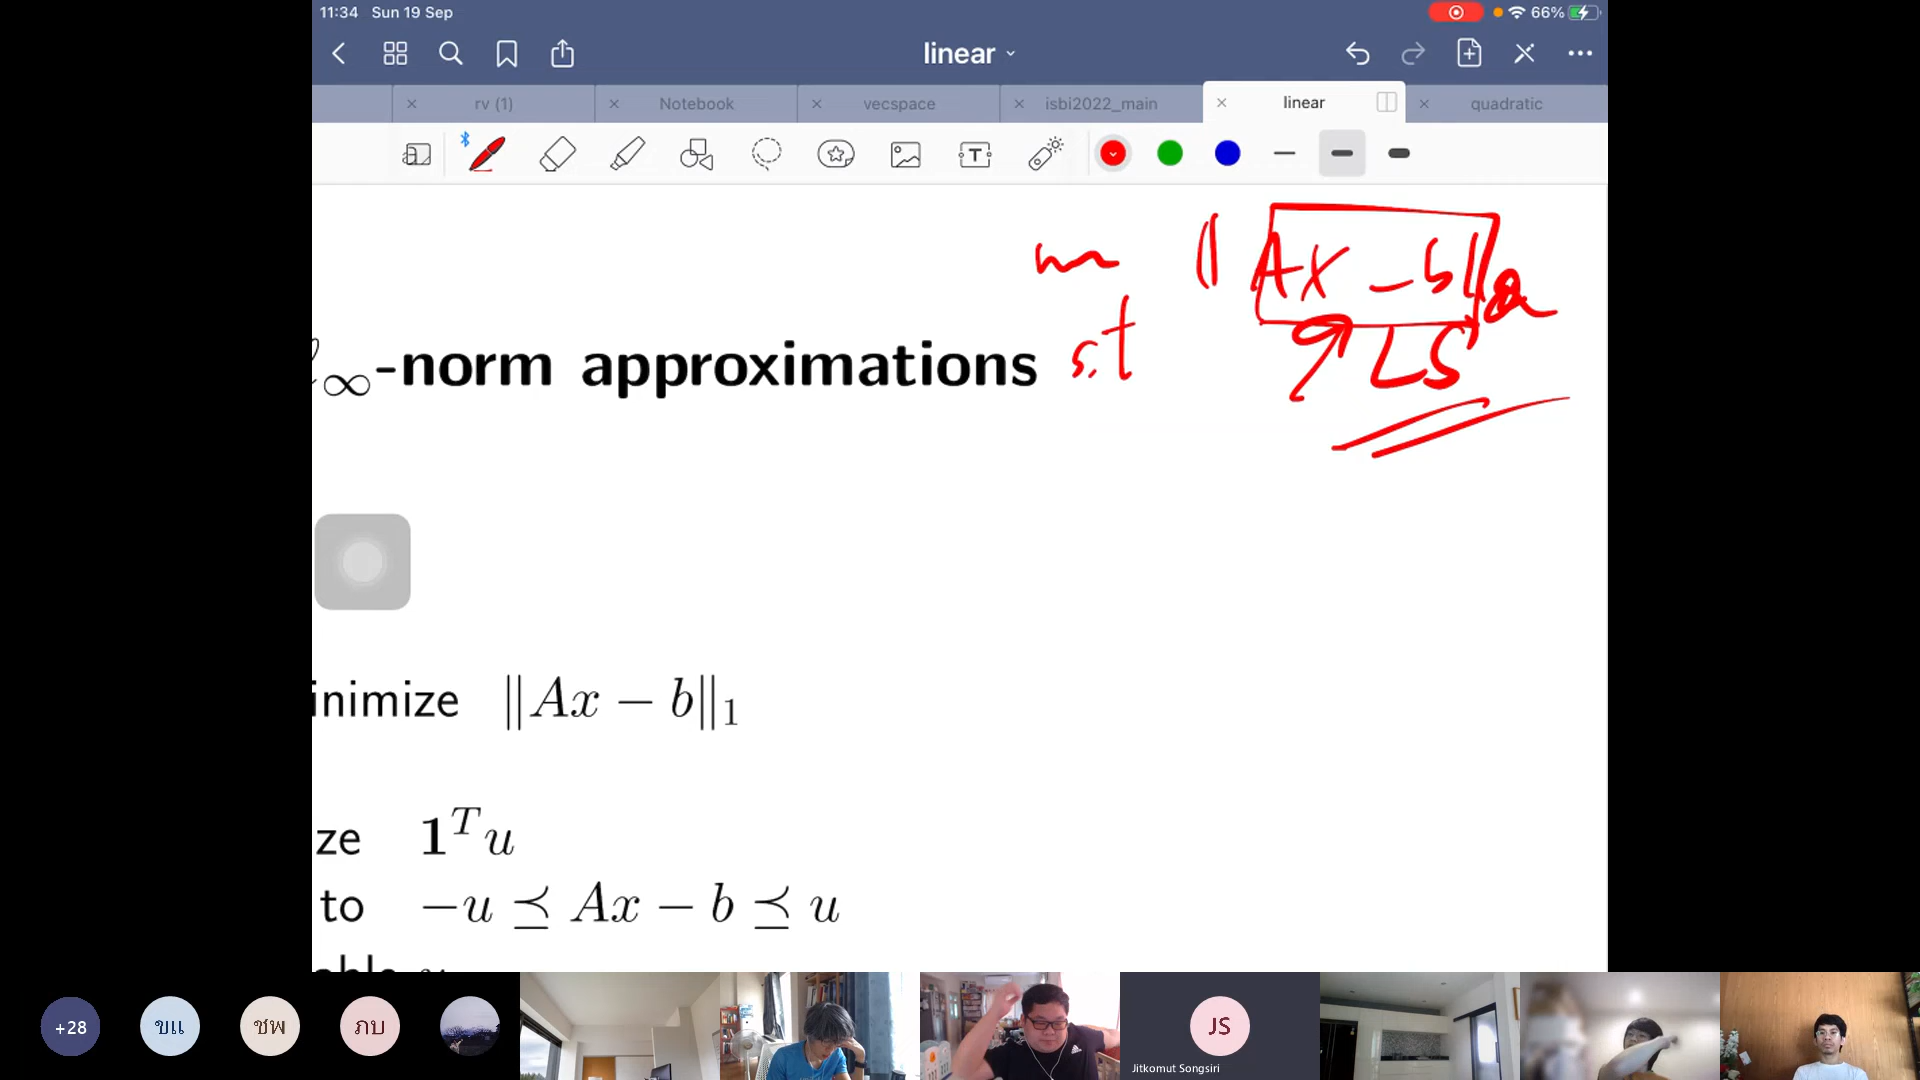 11:34 Sun 19 Sep 66%
linear
rv (1) Notebook vecspace isbi2022_main linear quadratic
‖Ax – b‖₂
s.t
LS
ℓ∞-norm approximations
inimize ‖Ax − b‖₁
ze 1ᵀu
to −u ⪯ Ax − b ⪯ u
+28 ขแ ชพ ภบ JS
Jitkomut Songsiri